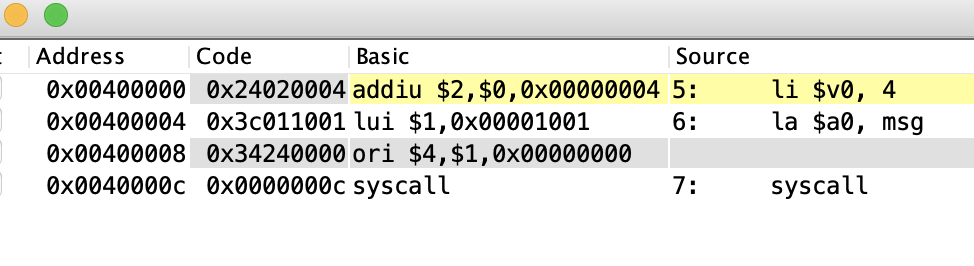 t Address Code Basic Source
0x00400000 0x24020004 addiu $2,$0,0x00000004 5: li $v0, 4
0x00400004 0x3c011001 lui $1,0x00001001 6: la $a0, msg
0x00400008 0x34240000 ori $4,$1,0x00000000
0x0040000c 0x0000000c syscall 7: syscall